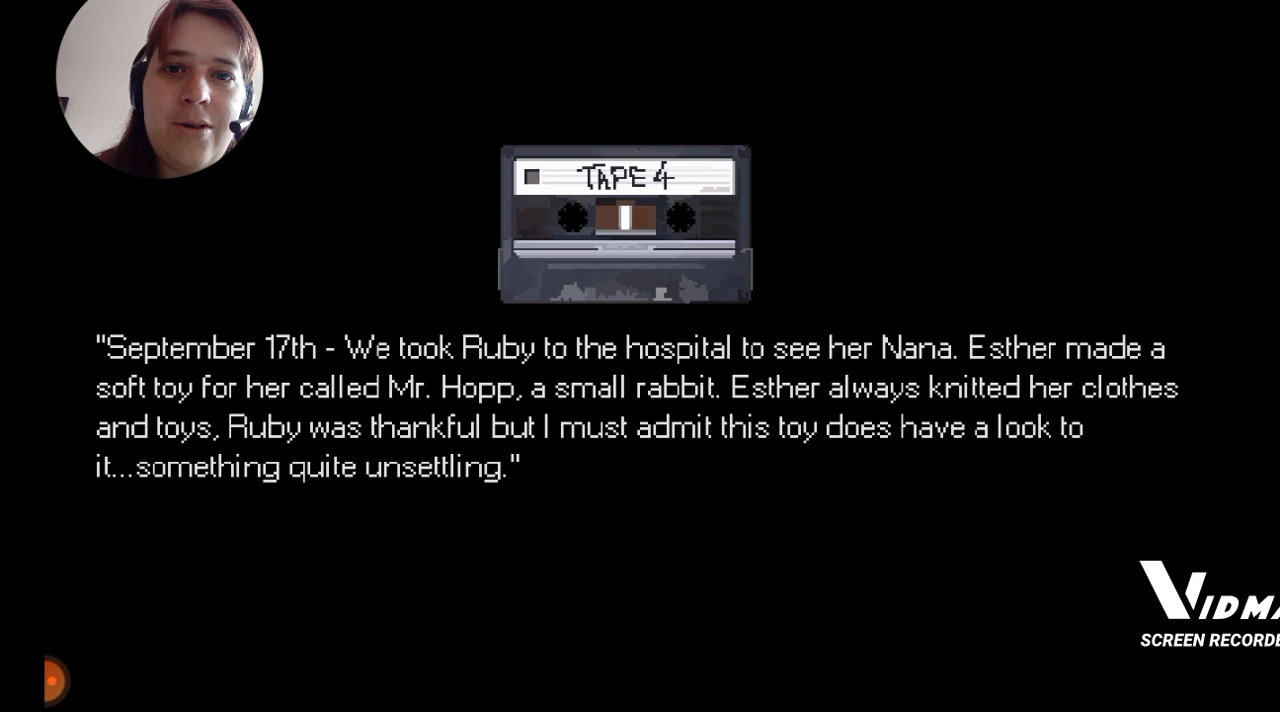 TAPE 4
"September 17th - We took Ruby to the hospital to see her Nana. Esther made a
soft toy for her called Mr. Hopp, a small rabbit. Esther always knitted her clothes
and toys, Ruby was thankful but I must admit this toy does have a look to
it...something quite unsettling."
VIDMA
SCREEN RECORDE